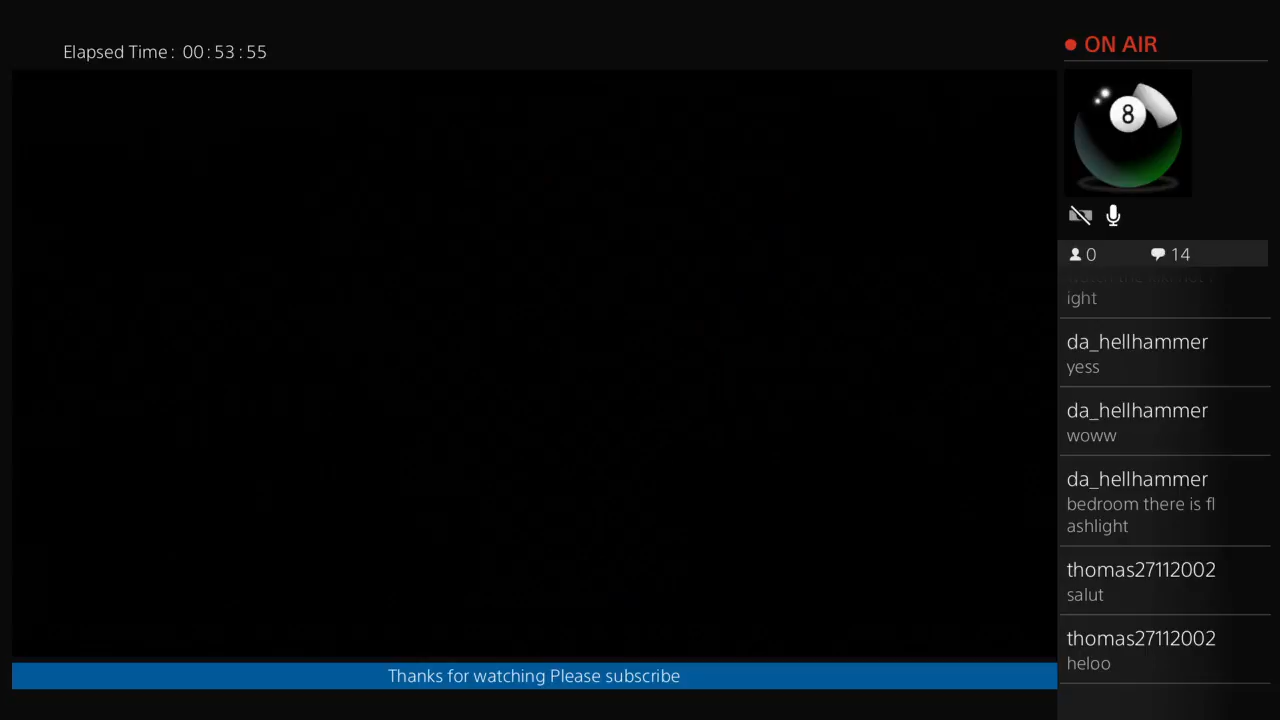 Elapsed Time: 00:53:55
ON AIR
8
0 14
ight
da_hellhammer
yess
da_hellhammer
woww
da_hellhammer
bedroom there is fl
ashlight
thomas27112002
salut
thomas27112002
heloo
Thanks for watching Please subscribe